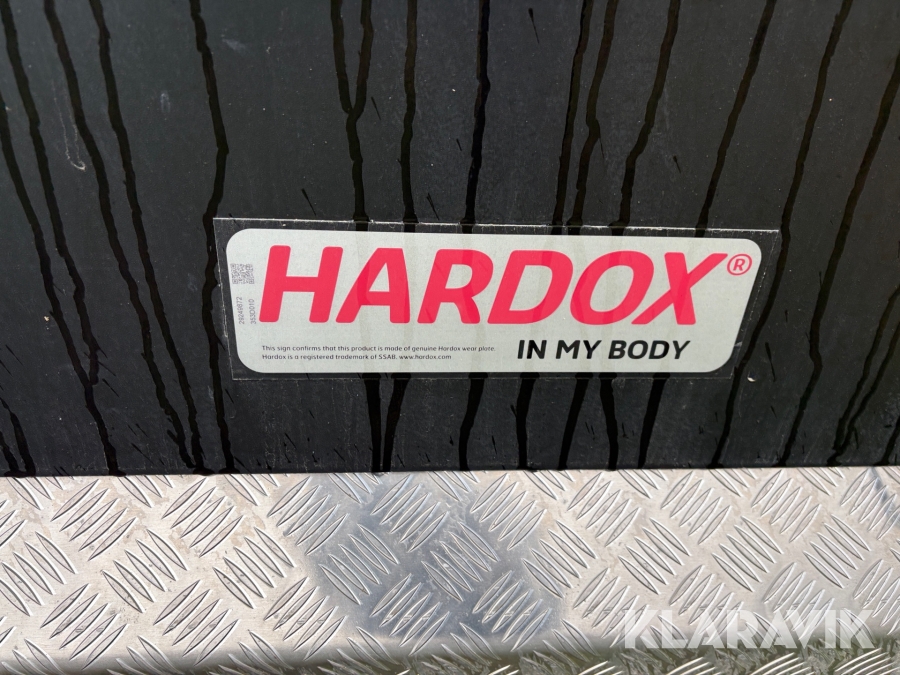 HARDOX®
IN MY BODY
This sign confirms that this product is made of genuine Hardox wear plate.
Hardox is a registered trademark of SSAB. www.hardox.com
KLARAVIK